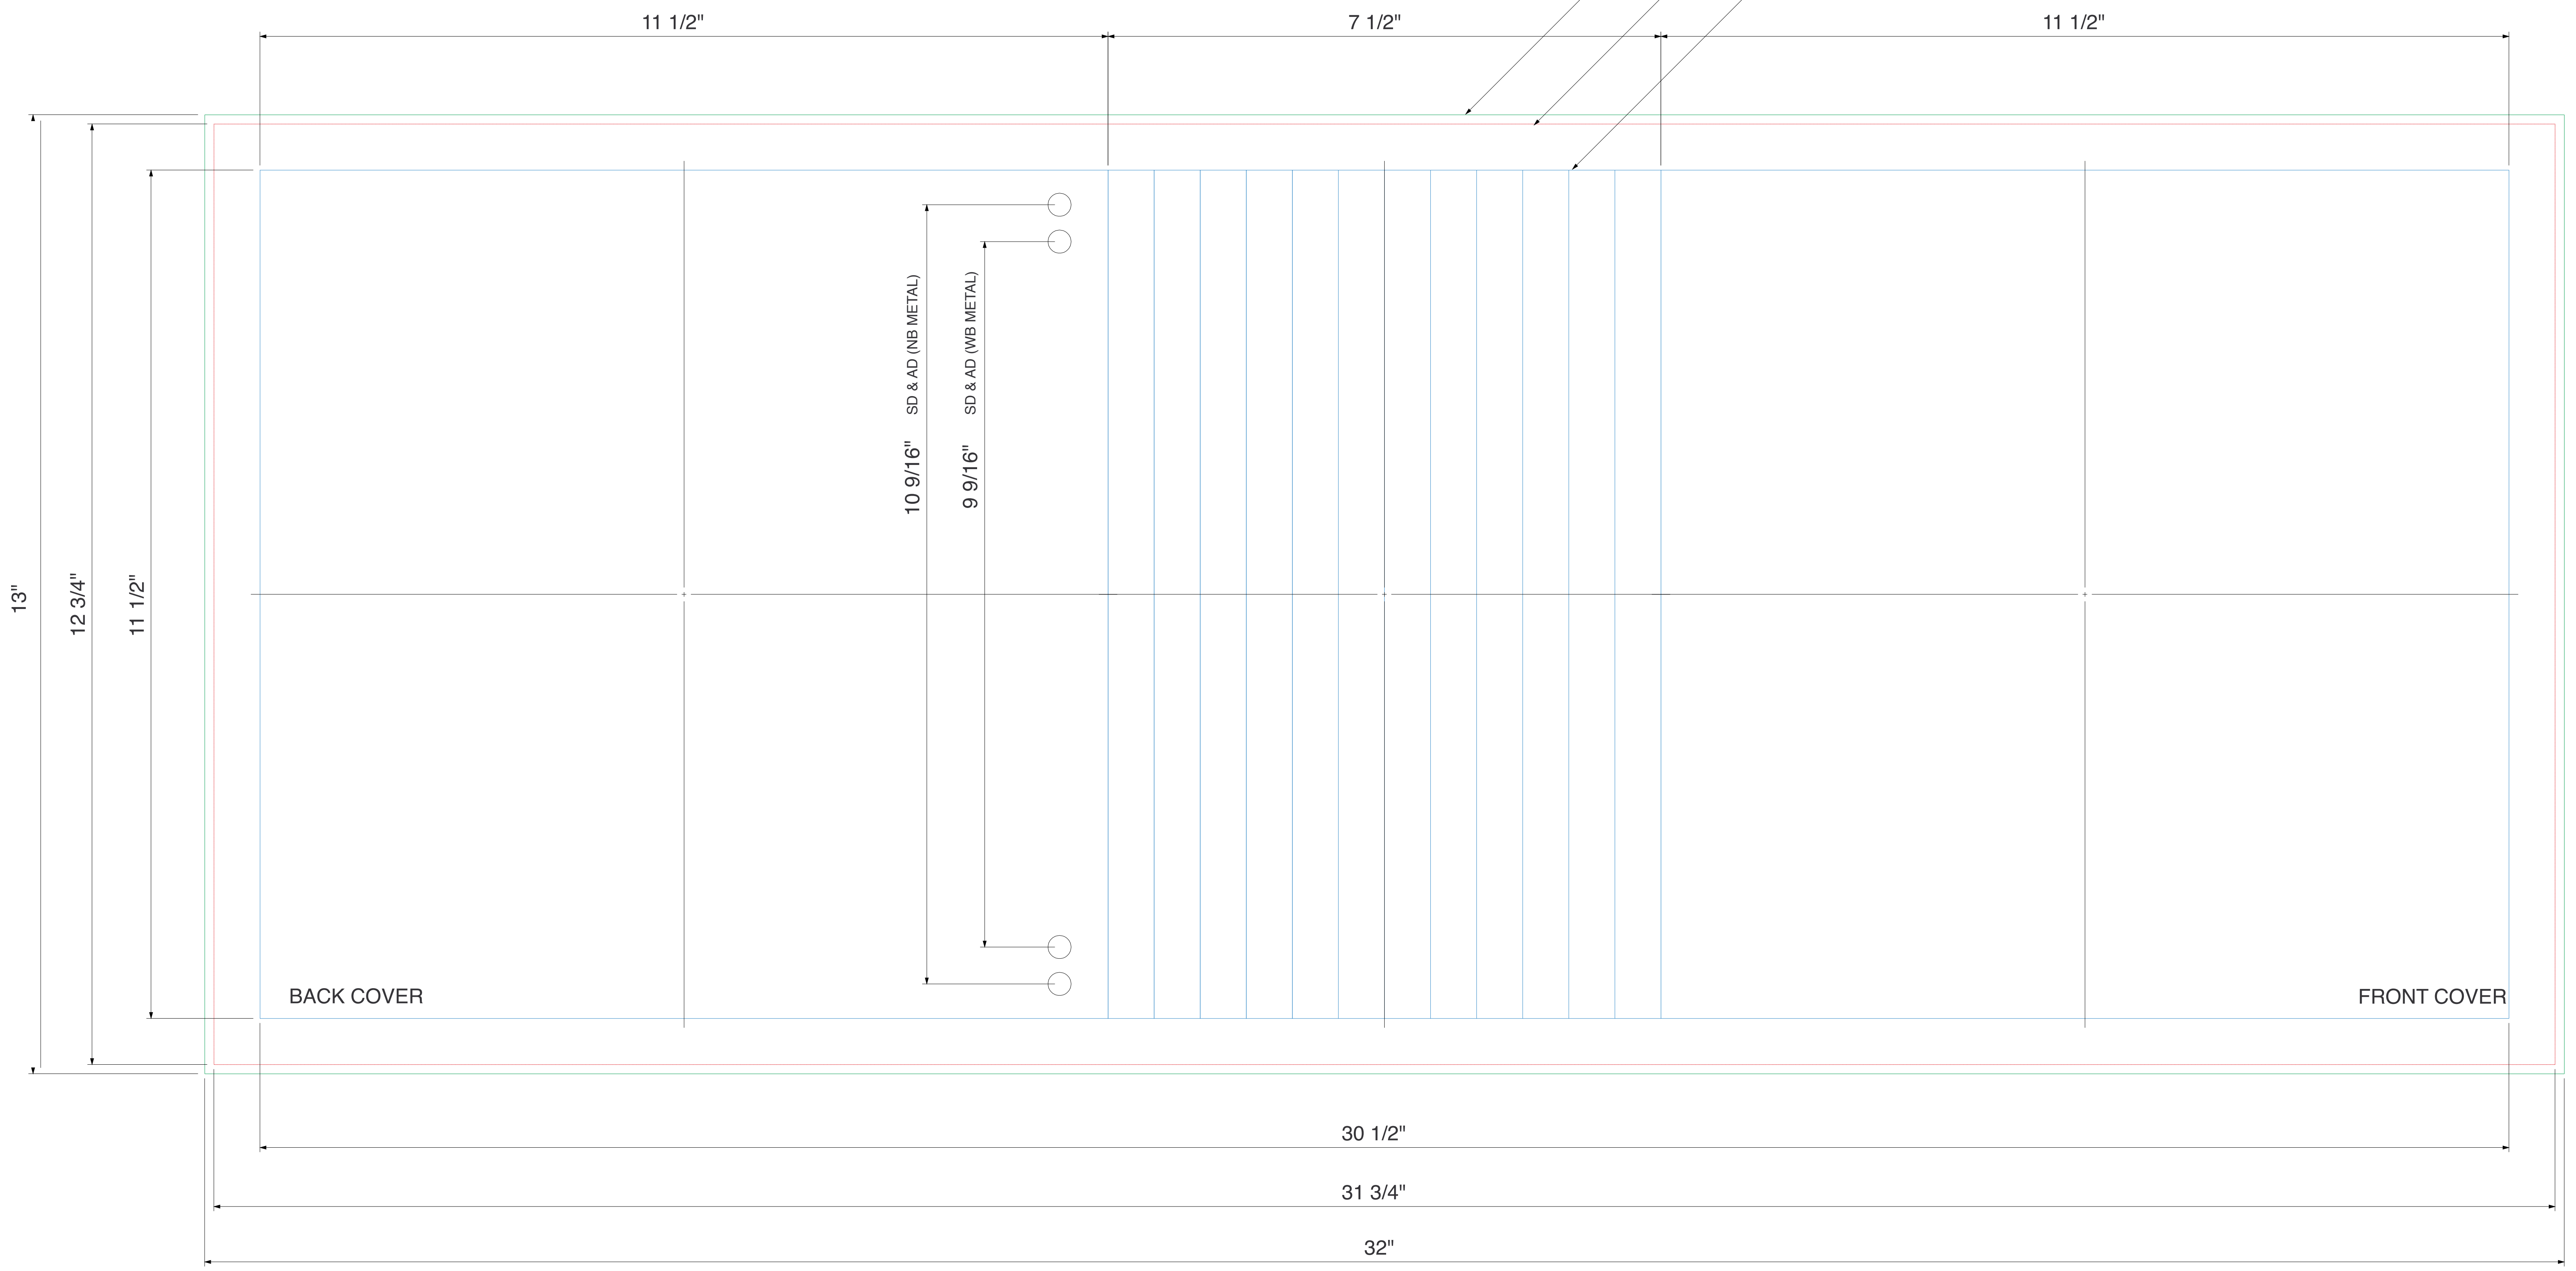 11 1/2"
7 1/2"
11 1/2"
SD & AD (NB METAL)
SD & AD (WB METAL)
10 9/16"
9 9/16"
13"
12 3/4"
11 1/2"
BACK COVER
FRONT COVER
30 1/2"
31 3/4"
32"